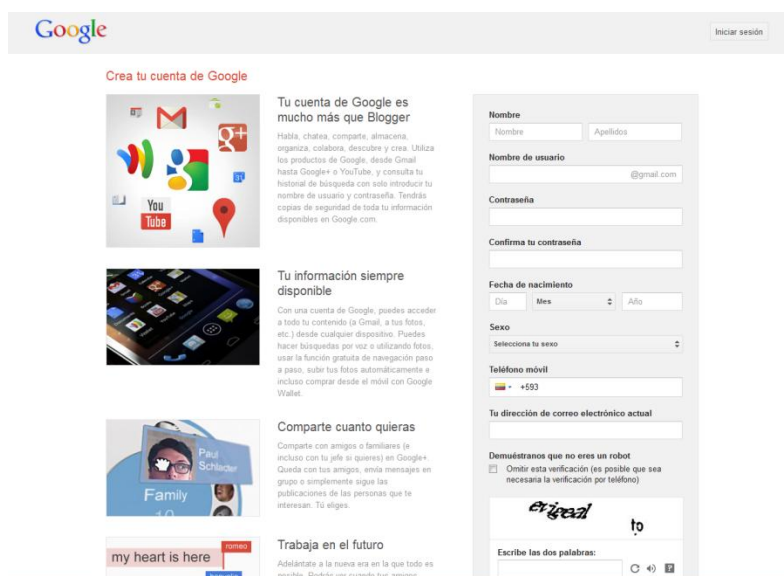 Google
Iniciar sesión
Crea tu cuenta de Google
You
Tube
g+
8
Tu cuenta de Google es
mucho más que Blogger
Habla, chatea, comparte, almacena,
organiza, colabora, descubre y crea. Utiliza
los productos de Google, desde Gmail
hasta Google+ o YouTube, y consulta tu
historial de búsqueda con solo introducir tu
nombre de usuario y contraseña. Tendrás
copias de seguridad de toda tu información
disponibles en Google com.
Tu información siempre
disponible
Con una cuenta de Google, puedes acceder
a todo tu contenido (a Gmail, a tus fotos,
etc.) desde cualquier dispositivo. Puedes
hacer búsquedas por voz o utilizando fotos,
usar la función gratuita de navegación paso
a paso, subir tus fotos automáticamente e
incluso comprar desde el móvil con Google
Wallet.
Paul
Schlader
Family
10
Comparte cuanto quieras
Comparte con amigos o familiares (e
incluso con tu jefe si quieres) en Google+.
Queda con tus amigos, envía mensajes en
grupo o simplemente sigue las
publicaciones de las personas que te
interesan. Tú eliges.
romeo
my heart is here
Trabaja en el futuro
Adelántate a la nueva era en la que todo es
posible. Podrás ver cuando tus amigos
Nombre
Nombre Apellidos
Nombre de usuario
@gmail.com
Contraseña
Confirma tu contraseña
Fecha de nacimiento
Día Mes Año
Sexo
Selecciona tu sexo
Teléfono móvil
+593
Tu dirección de correo electrónico actual
Demuéstranos que no eres un robot
Omitir esta verificación (es posible que sea
necesaria la verificación por teléfono)
to
Escribe las dos palabras: